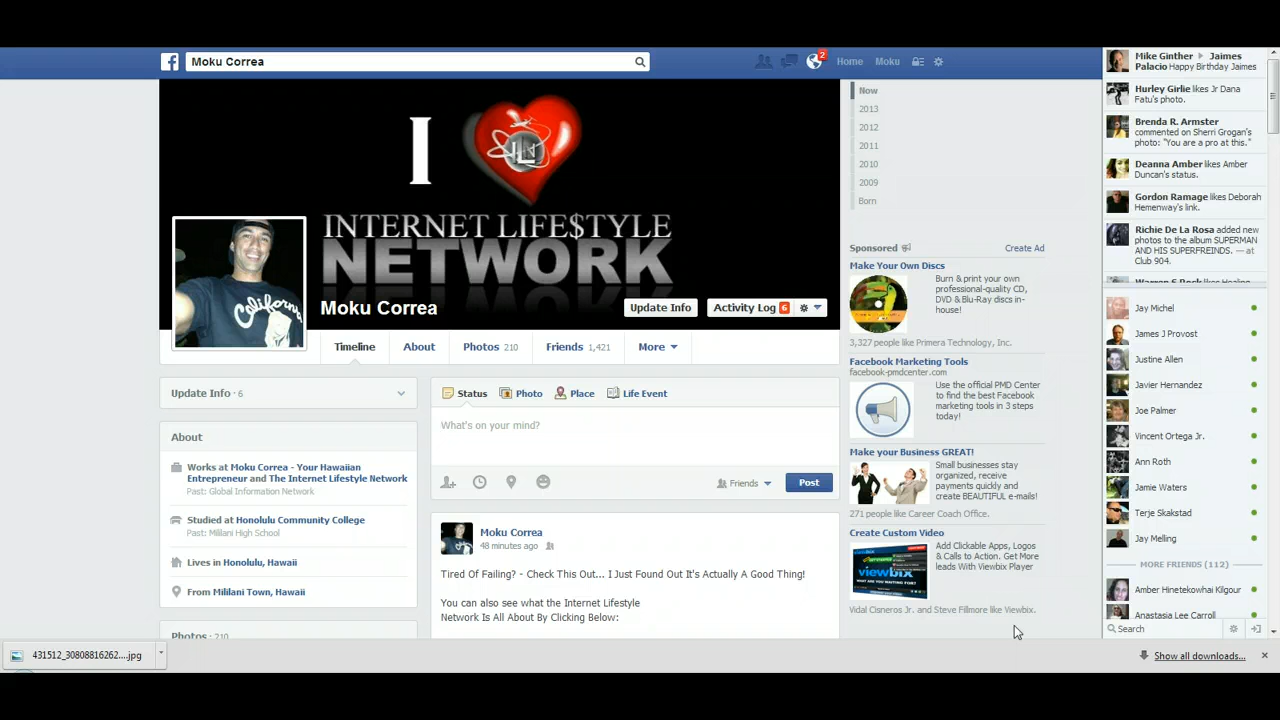 Moku Correa
2
Home
Moku
I
LI
INTERNET LIFE$TYLE
NETWORK
Moku Correa
Update Info
Activity Log 6
Timeline
About
Photos 210
Friends 1,421
More
Update Info · 6
About
Works at Moku Correa - Your Hawaiian
Entrepreneur and The Internet Lifestyle Network
Past: Global Information Network
Studied at Honolulu Community College
Past: Mililani High School
Lives in Honolulu, Hawaii
From Mililani Town, Hawaii
Photos · 210
Status
Photo
Place
Life Event
What's on your mind?
Friends
Post
Moku Correa
48 minutes ago
Tired Of Failing? - Check This Out... I Just Found Out It's Actually A Good Thing!
You can also see what the Internet Lifestyle
Network Is All About By Clicking Below:
Now
2013
2012
2011
2010
2009
Born
Sponsored
Create Ad
Make Your Own Discs
Burn & print your own
professional-quality CD,
DVD & Blu-Ray discs in-
house!
3,327 people like Primera Technology, Inc.
Facebook Marketing Tools
facebook-pmdcenter.com
Use the official PMD Center
to find the best Facebook
marketing tools in 3 steps
today!
Make your Business GREAT!
Small businesses stay
organized, receive
payments quickly and
create BEAUTIFUL e-mails!
271 people like Career Coach Office.
Create Custom Video
viewbix
WHAT ARE YOU WAITING FOR?
Add Clickable Apps, Logos
& Calls to Action. Get More
leads With Viewbix Player
Vidal Cisneros Jr. and Steve Fillmore like Viewbix.
Mike Ginther ▸ Jaimes
Palacio Happy Birthday Jaimes
Hurley Girlie likes Jr Dana
Fatu's photo.
Brenda R. Armster
commented on Sherri Grogan's
photo: "You are a pro at this."
Deanna Amber likes Amber
Duncan's status.
Gordon Ramage likes Deborah
Hemenway's link.
Richie De La Rosa added new
photos to the album SUPERMAN
AND HIS SUPERFREINDS. — at
Club 904.
Jay Michel
James J Provost
Justine Allen
Javier Hernandez
Joe Palmer
Vincent Ortega Jr.
Ann Roth
Jamie Waters
Terje Skakstad
Jay Melling
MORE FRIENDS (112)
Amber Hinetekowhai Kilgour
Anastasia Lee Carroll
Search
431512_30808816262....jpg
Show all downloads...